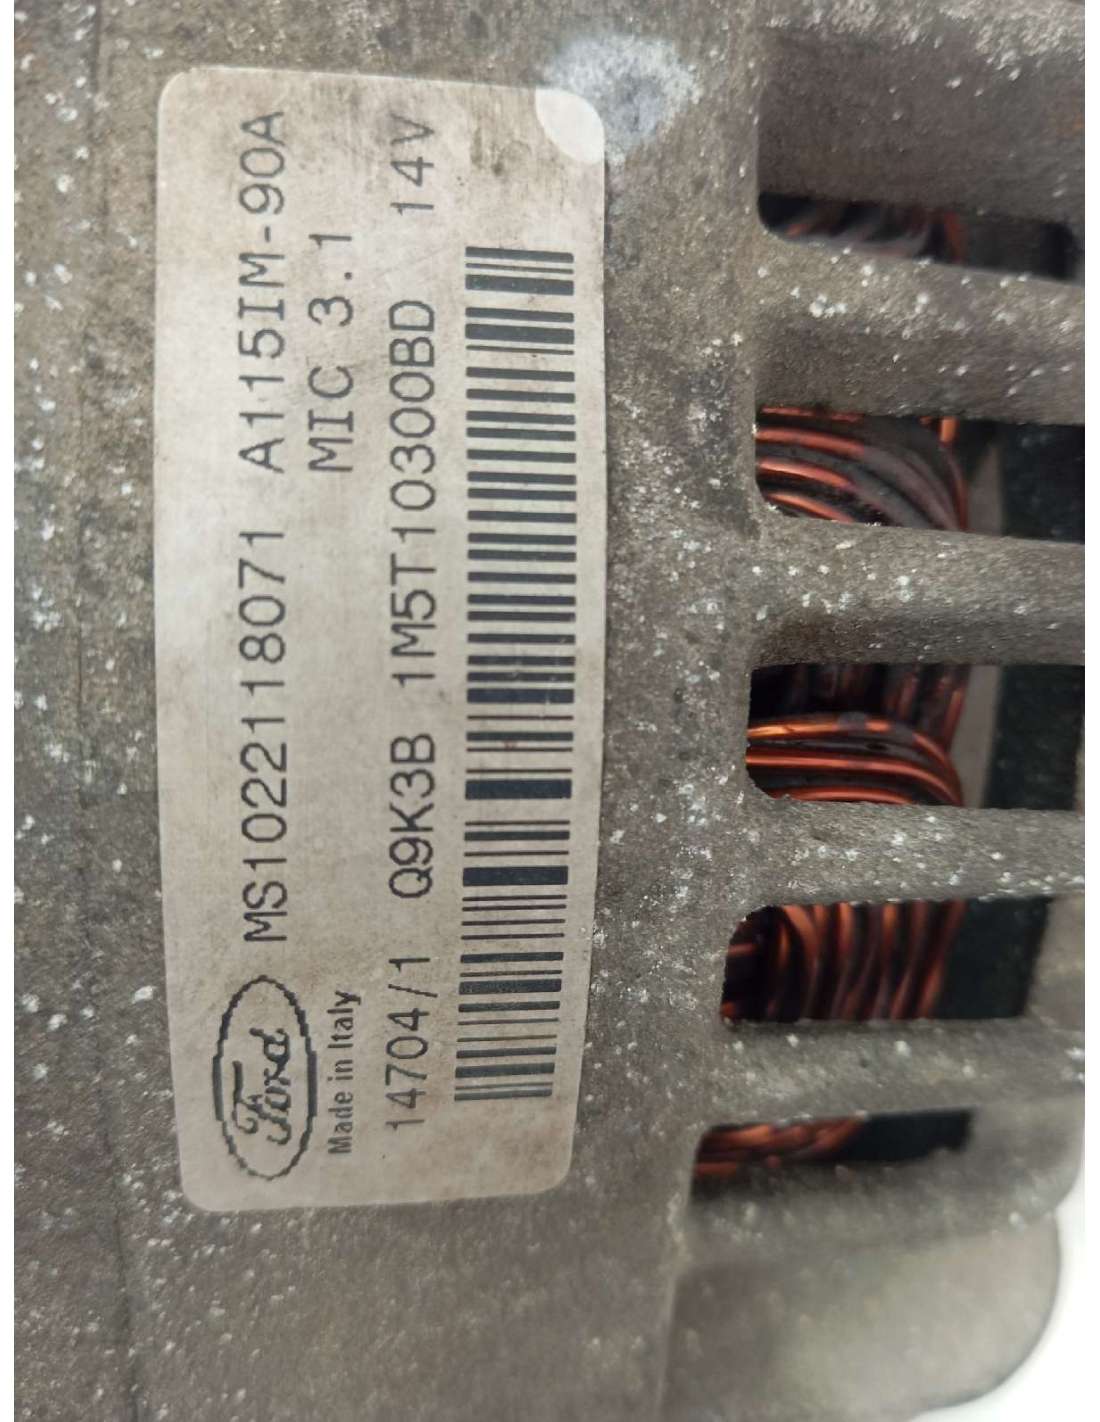 Ford MS1022118071 A115IM-90A
Made in Italy MIC 3.1
14704/1 Q9K3B 1M5T10300BD 14V